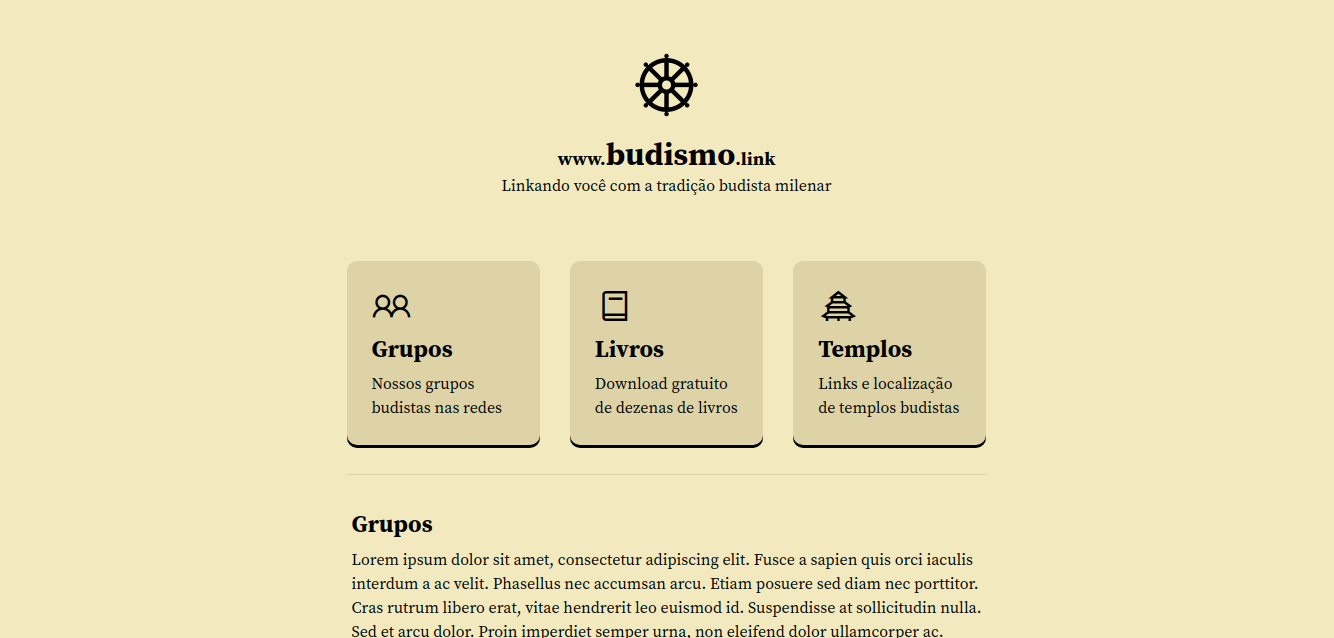 www.budismo.link
Linkando você com a tradição budista milenar
Grupos
Nossos grupos
budistas nas redes
Livros
Download gratuito
de dezenas de livros
Templos
Links e localização
de templos budistas
Grupos
Lorem ipsum dolor sit amet, consectetur adipiscing elit. Fusce a sapien quis orci iaculis
interdum a ac velit. Phasellus nec accumsan arcu. Etiam posuere sed diam nec porttitor.
Cras rutrum libero erat, vitae hendrerit leo euismod id. Suspendisse at sollicitudin nulla.
Sed et arcu dolor. Proin imperdiet semper urna, non eleifend dolor ullamcorper ac.